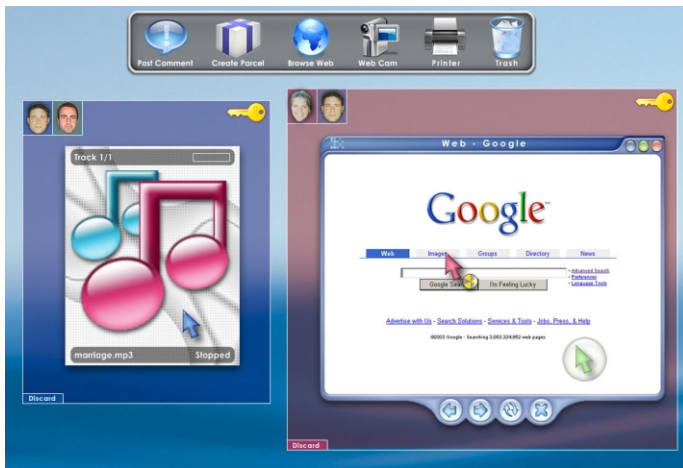 Post Comment Create Parcel Browse Web Web Cam Printer Trash
Track 1/1
marriage.mp3 Stopped
Discard
Web - Google
Google
Web Images Groups Directory News
Google Sea I'm Feeling Lucky
• Advanced Search
• Preferences
• Language Tools
Advertise with Us - Search Solutions - Services & Tools - Jobs, Press, & Help
©2003 Google - Searching 3,083,324,652 web pages
Discard